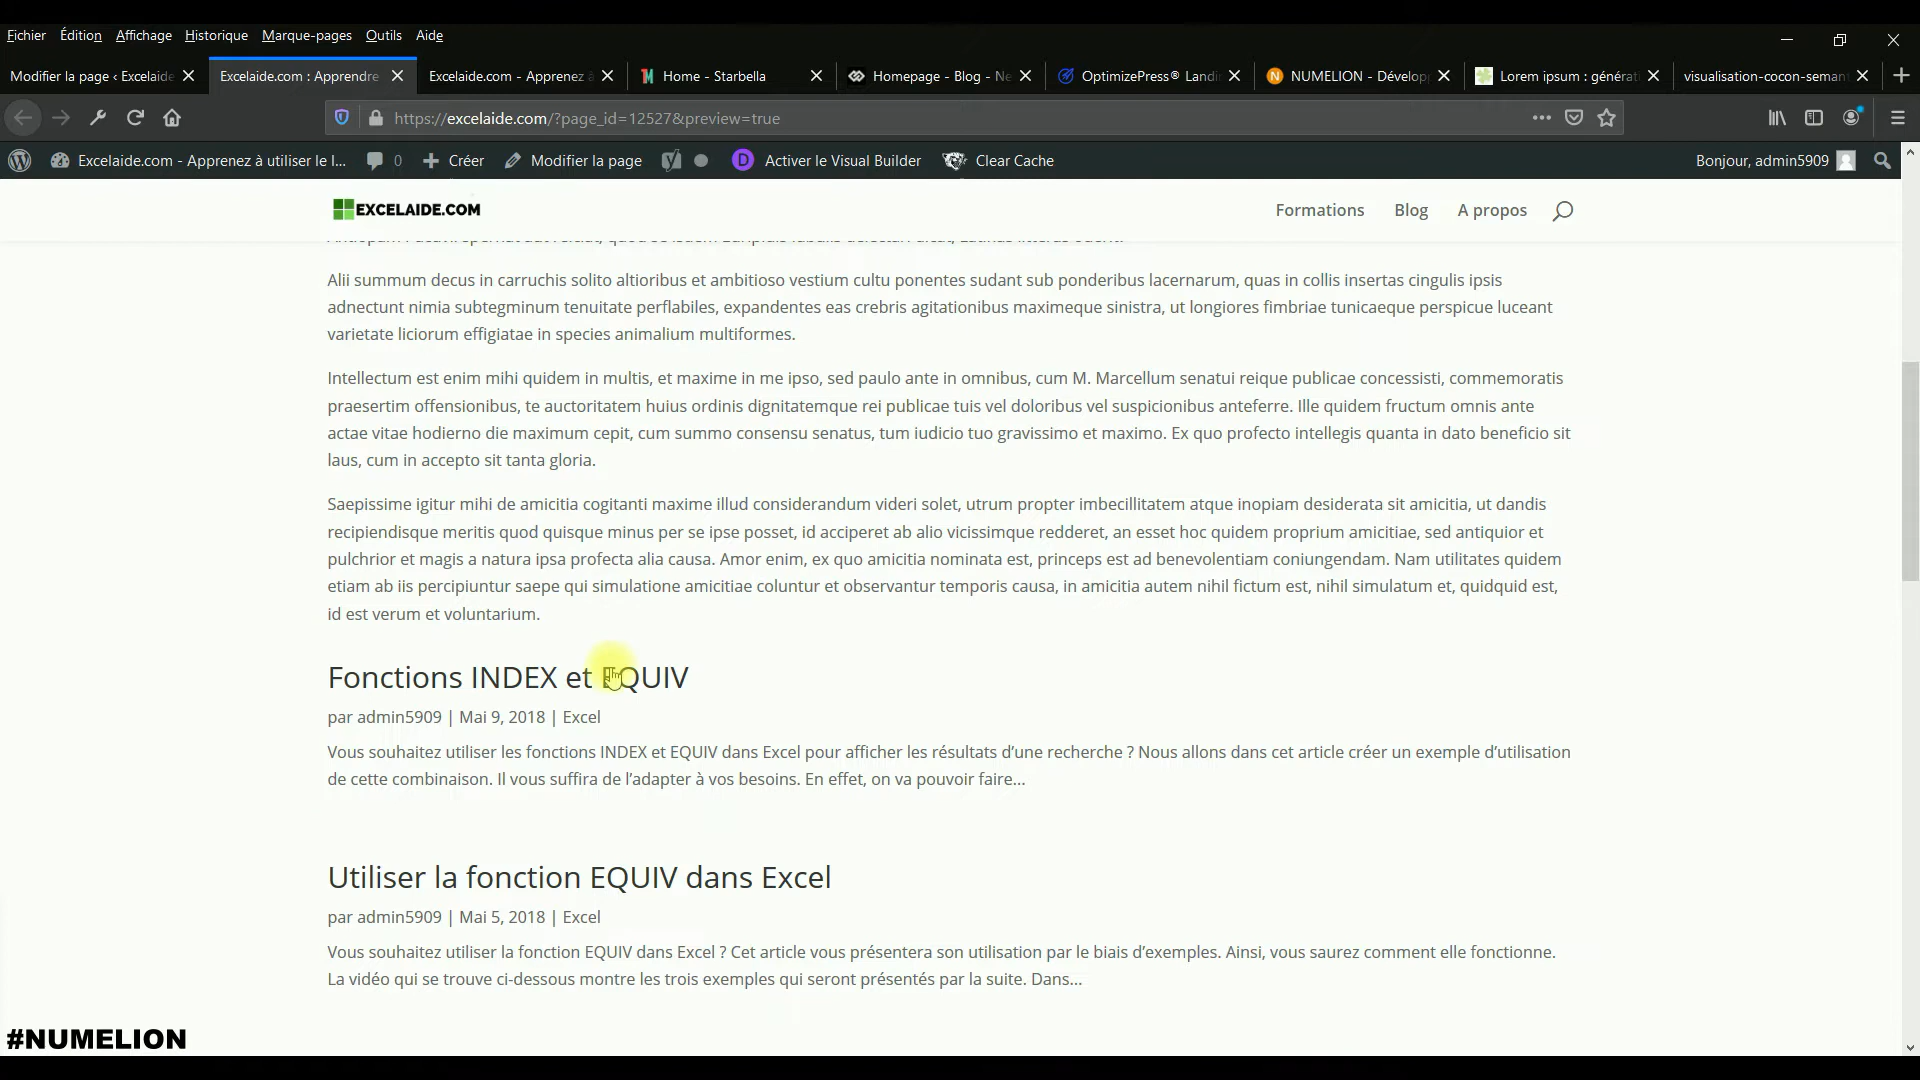 Fichier Édition Affichage Historique Marque-pages Outils Aide
Modifier la page ‹ Excelaide Excelaide.com : Apprendre Excelaide.com - Apprenez à Home - Starbella Homepage - Blog - Ne OptimizePress® Landi NUMELION - Dévelop Lorem ipsum : générat visualisation-cocon-seman
https://excelaide.com/?page_id=12527&preview=true
Excelaide.com - Apprenez à utiliser le l... 0 Créer Modifier la page Activer le Visual Builder Clear Cache Bonjour, admin5909
EXCELAIDE.COM Formations Blog A propos
Alii summum decus in carruchis solito altioribus et ambitioso vestium cultu ponentes sudant sub ponderibus lacernarum, quas in collis insertas cingulis ipsis
adnectunt nimia subtegminum tenuitate perflabiles, expandentes eas crebris agitationibus maximeque sinistra, ut longiores fimbriae tunicaeque perspicue luceant
varietate liciorum effigiatae in species animalium multiformes.
Intellectum est enim mihi quidem in multis, et maxime in me ipso, sed paulo ante in omnibus, cum M. Marcellum senatui reique publicae concessisti, commemoratis
praesertim offensionibus, te auctoritatem huius ordinis dignitatemque rei publicae tuis vel doloribus vel suspicionibus anteferre. Ille quidem fructum omnis ante
actae vitae hodierno die maximum cepit, cum summo consensu senatus, tum iudicio tuo gravissimo et maximo. Ex quo profecto intellegis quanta in dato beneficio sit
laus, cum in accepto sit tanta gloria.
Saepissime igitur mihi de amicitia cogitanti maxime illud considerandum videri solet, utrum propter imbecillitatem atque inopiam desiderata sit amicitia, ut dandis
recipiendisque meritis quod quisque minus per se ipse posset, id acciperet ab alio vicissimque redderet, an esset hoc quidem proprium amicitiae, sed antiquior et
pulchrior et magis a natura ipsa profecta alia causa. Amor enim, ex quo amicitia nominata est, princeps est ad benevolentiam coniungendam. Nam utilitates quidem
etiam ab iis percipiuntur saepe qui simulatione amicitiae coluntur et observantur temporis causa, in amicitia autem nihil fictum est, nihil simulatum et, quidquid est,
id est verum et voluntarium.
Fonctions INDEX et EQUIV
par admin5909 | Mai 9, 2018 | Excel
Vous souhaitez utiliser les fonctions INDEX et EQUIV dans Excel pour afficher les résultats d’une recherche ? Nous allons dans cet article créer un exemple d’utilisation
de cette combinaison. Il vous suffira de l’adapter à vos besoins. En effet, on va pouvoir faire...
Utiliser la fonction EQUIV dans Excel
par admin5909 | Mai 5, 2018 | Excel
Vous souhaitez utiliser la fonction EQUIV dans Excel ? Cet article vous présentera son utilisation par le biais d’exemples. Ainsi, vous saurez comment elle fonctionne.
La vidéo qui se trouve ci-dessous montre les trois exemples qui seront présentés par la suite. Dans...
#NUMELION